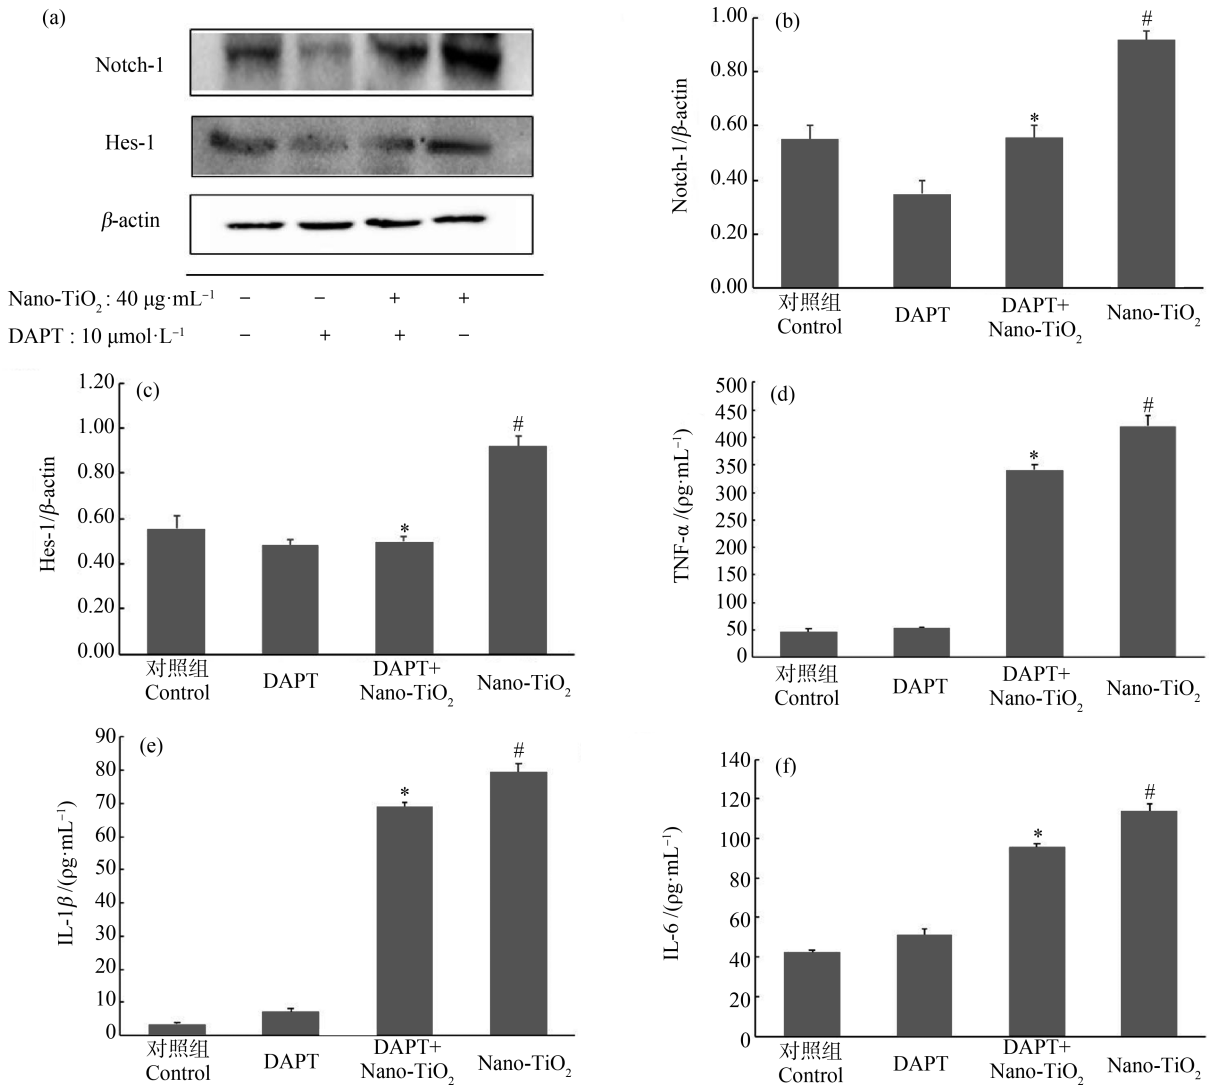 (a)
Notch-1
Hes-1
β-actin
Nano-TiO₂ : 40 μg·mL⁻¹ − − + +
DAPT : 10 μmol·L⁻¹ − + + −
(b)
Notch-1/β-actin
1.00
0.80
0.60
0.40
0.20
0.00
*
#
对照组
Control
DAPT
DAPT+
Nano-TiO₂
Nano-TiO₂
(c)
Hes-1/β-actin
1.20
1.00
0.80
0.60
0.40
0.20
0.00
*
#
对照组
Control
DAPT
DAPT+
Nano-TiO₂
Nano-TiO₂
(d)
TNF-α /(ρg·mL⁻¹)
500
450
400
350
300
250
200
150
100
50
0
*
#
对照组
Control
DAPT
DAPT+
Nano-TiO₂
Nano-TiO₂
(e)
IL-1β /(ρg·mL⁻¹)
90
80
70
60
50
40
30
20
10
0
*
#
对照组
Control
DAPT
DAPT+
Nano-TiO₂
Nano-TiO₂
(f)
IL-6 /(ρg·mL⁻¹)
140
120
100
80
60
40
20
0
*
#
对照组
Control
DAPT
DAPT+
Nano-TiO₂
Nano-TiO₂